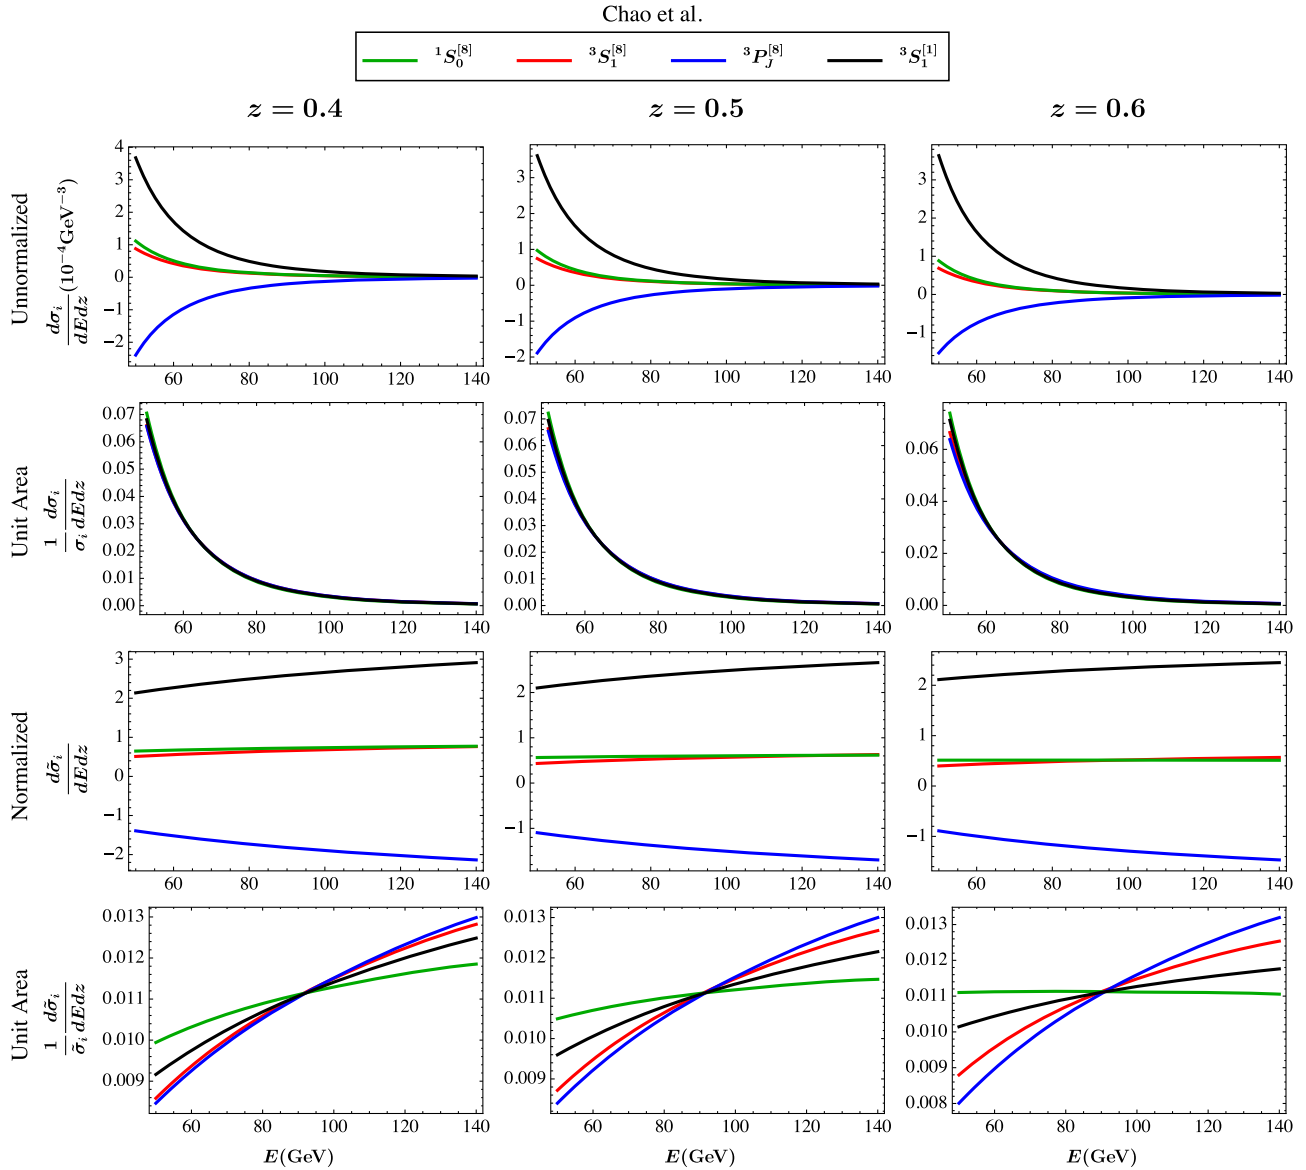 Chao et al.
¹S₀^[8] ³S₁^[8] ³P_J^[8] ³S₁^[1]
z = 0.4 z = 0.5 z = 0.6
Unnormalized
dσᵢ/dEdz (10⁻⁴GeV⁻³)
4 3 2 1 0 −1 −2
60 80 100 120 140
3 2 1 0 −1 −2
60 80 100 120 140
3 2 1 0 −1
60 80 100 120 140
Unit Area
1/σᵢ dσᵢ/dEdz
0.07 0.06 0.05 0.04 0.03 0.02 0.01 0.00
60 80 100 120 140
0.07 0.06 0.05 0.04 0.03 0.02 0.01 0.00
60 80 100 120 140
0.06 0.04 0.02 0.00
60 80 100 120 140
Normalized
dσ̃ᵢ/dEdz
3 2 1 0 −1 −2
60 80 100 120 140
2 1 0 −1
60 80 100 120 140
2 1 0 −1
60 80 100 120 140
Unit Area
1/σ̃ᵢ dσ̃ᵢ/dEdz
0.013 0.012 0.011 0.010 0.009
60 80 100 120 140
0.013 0.012 0.011 0.010 0.009
60 80 100 120 140
0.013 0.012 0.011 0.010 0.009 0.008
60 80 100 120 140
E(GeV) E(GeV) E(GeV)